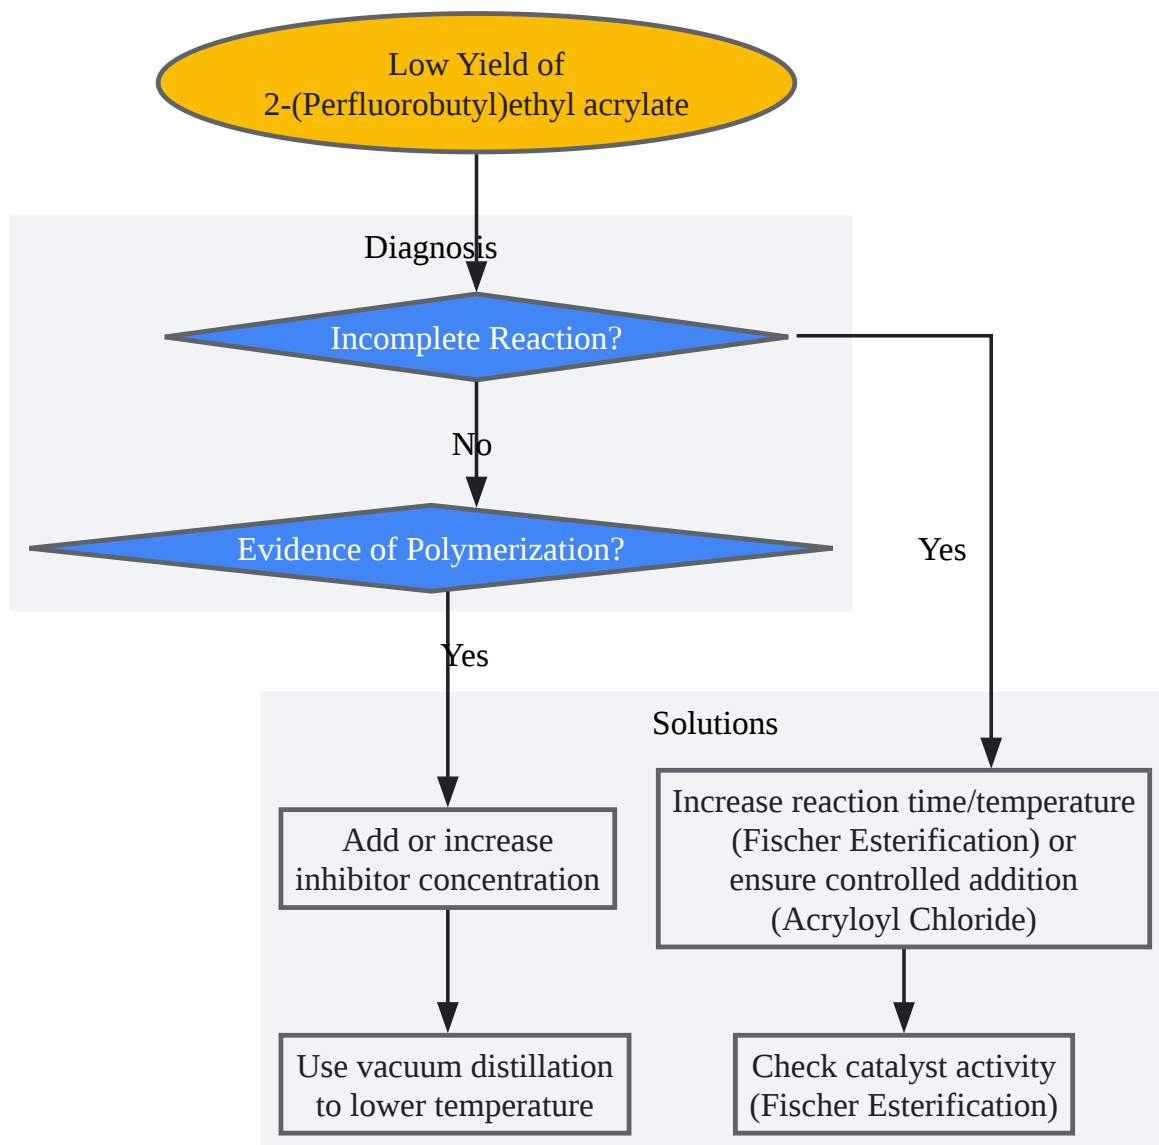 Low Yield of
2-(Perfluorobutyl)ethyl acrylate
Diagnosis
Incomplete Reaction?
No
Evidence of Polymerization?
Yes
Yes
Solutions
Add or increase
inhibitor concentration
Increase reaction time/temperature
(Fischer Esterification) or
ensure controlled addition
(Acryloyl Chloride)
Use vacuum distillation
to lower temperature
Check catalyst activity
(Fischer Esterification)